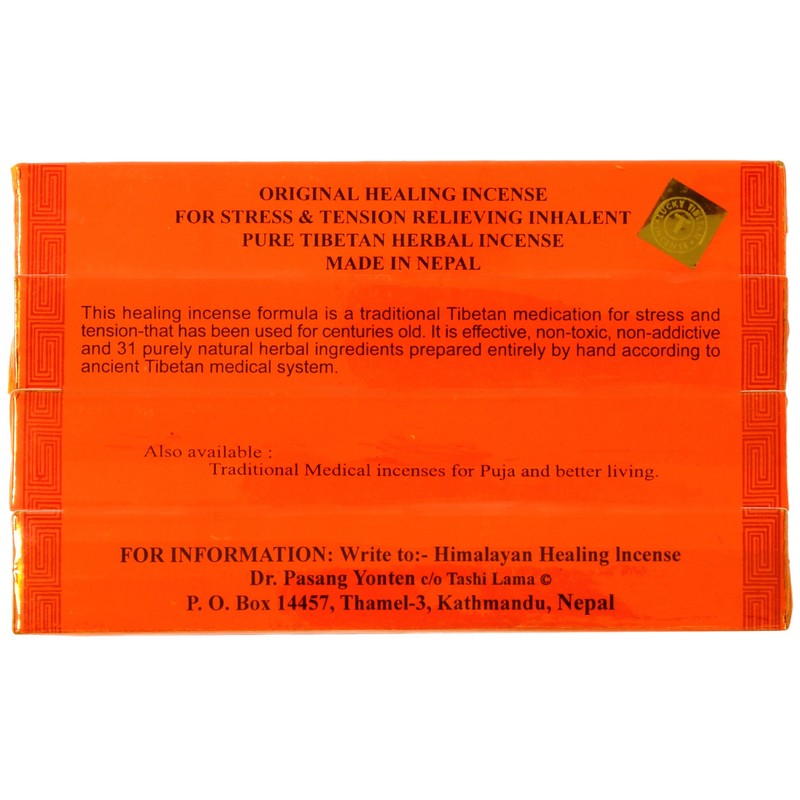 ORIGINAL HEALING INCENSE
FOR STRESS & TENSION RELIEVING INHALENT
PURE TIBETAN HERBAL INCENSE
MADE IN NEPAL
LUCKY TIBE
INCENSE
This healing incense formula is a traditional Tibetan medication for stress and
tension-that has been used for centuries old. It is effective, non-toxic, non-addictive
and 31 purely natural herbal ingredients prepared entirely by hand according to
ancient Tibetan medical system.
Also available :
Traditional Medical incenses for Puja and better living.
FOR INFORMATION: Write to:- Himalayan Healing lncense
Dr. Pasang Yonten c/o Tashi Lama ©
P. O. Box 14457, Thamel-3, Kathmandu, Nepal